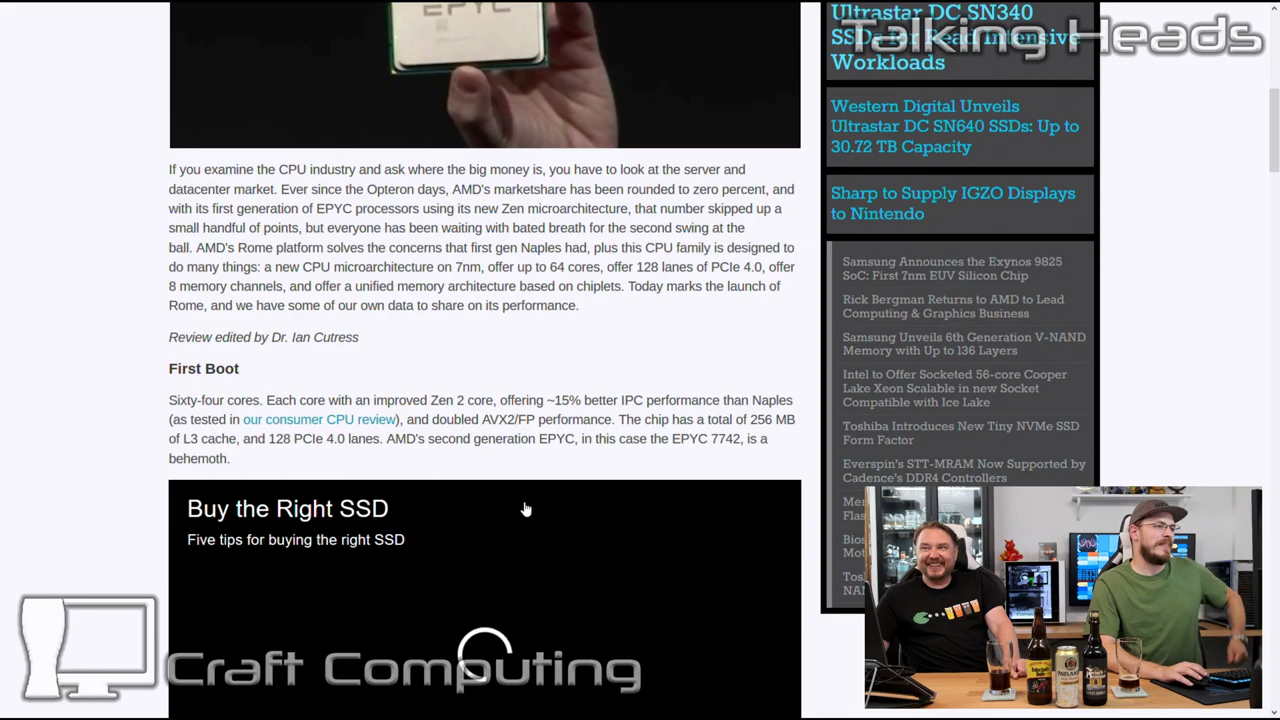 EPYC
Ultrastar DC SN340
SSDs for Read Intensive
Workloads
Talking Heads
Western Digital Unveils
Ultrastar DC SN640 SSDs: Up to
30.72 TB Capacity
Sharp to Supply IGZO Displays
to Nintendo
If you examine the CPU industry and ask where the big money is, you have to look at the server and
datacenter market. Ever since the Opteron days, AMD's marketshare has been rounded to zero percent, and
with its first generation of EPYC processors using its new Zen microarchitecture, that number skipped up a
small handful of points, but everyone has been waiting with bated breath for the second swing at the
ball. AMD's Rome platform solves the concerns that first gen Naples had, plus this CPU family is designed to
do many things: a new CPU microarchitecture on 7nm, offer up to 64 cores, offer 128 lanes of PCIe 4.0, offer
8 memory channels, and offer a unified memory architecture based on chiplets. Today marks the launch of
Rome, and we have some of our own data to share on its performance.
Review edited by Dr. Ian Cutress
First Boot
Sixty-four cores. Each core with an improved Zen 2 core, offering ~15% better IPC performance than Naples
(as tested in our consumer CPU review), and doubled AVX2/FP performance. The chip has a total of 256 MB
of L3 cache, and 128 PCIe 4.0 lanes. AMD's second generation EPYC, in this case the EPYC 7742, is a
behemoth.
Samsung Announces the Exynos 9825
SoC: First 7nm EUV Silicon Chip
Rick Bergman Returns to AMD to Lead
Computing & Graphics Business
Samsung Unveils 6th Generation V-NAND
Memory with Up to 136 Layers
Intel to Offer Socketed 56-core Cooper
Lake Xeon Scalable in new Socket
Compatible with Ice Lake
Toshiba Introduces New Tiny NVMe SSD
Form Factor
Everspin's STT-MRAM Now Supported by
Cadence's DDR4 Controllers
Buy the Right SSD
Five tips for buying the right SSD
Craft Computing